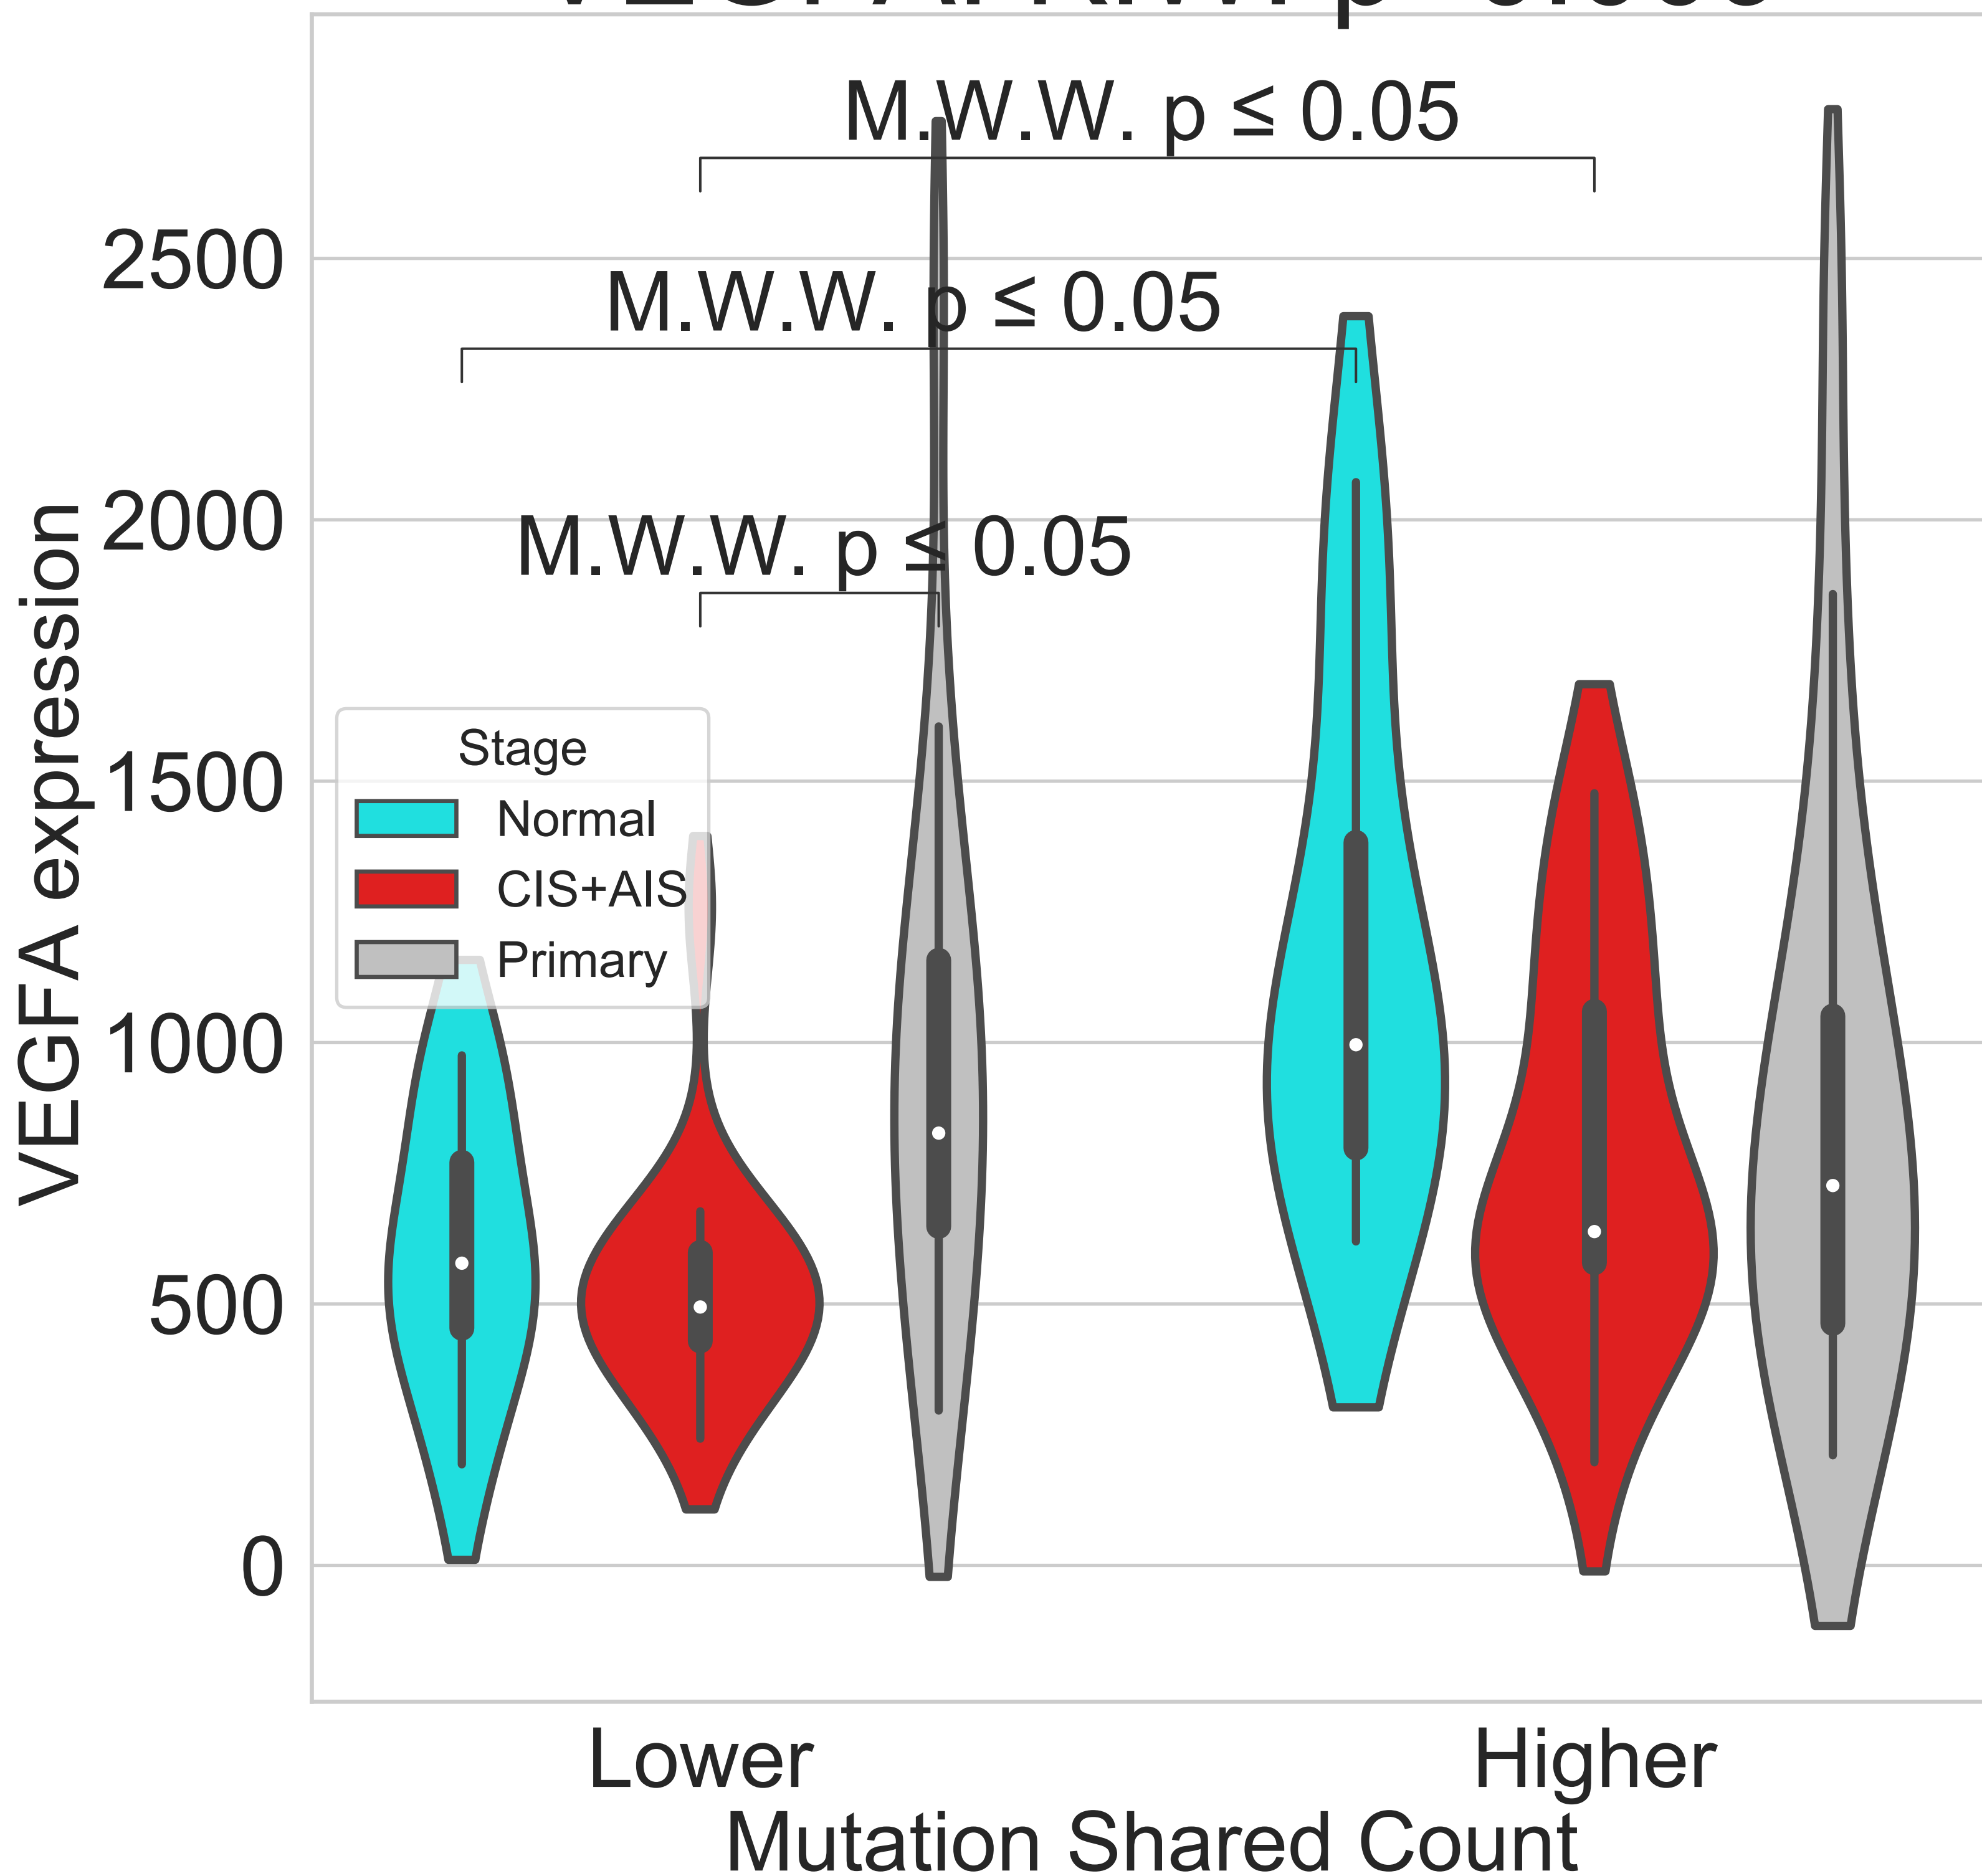 M.W.W. p ≤ 0.05
2500
M.W.W. p ≤ 0.05
2000
M.W.W. p ≤ 0.05
1500
1000
500
0
VEGFA expression
Stage
Normal
CIS+AIS
Primary
Lower
Higher
Mutation Shared Count